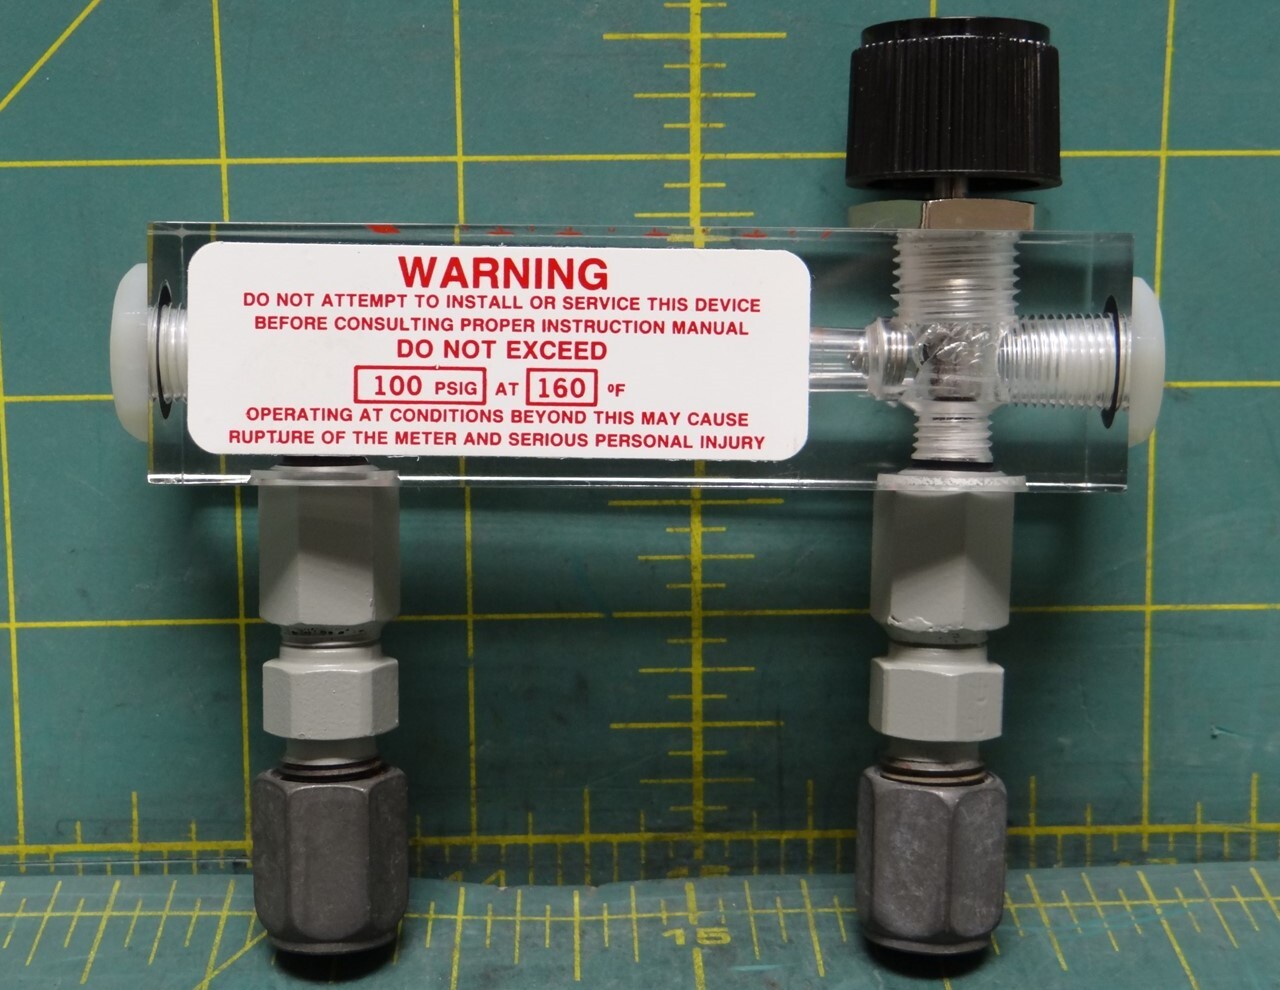 WARNING
DO NOT ATTEMPT TO INSTALL OR SERVICE THIS DEVICE
BEFORE CONSULTING PROPER INSTRUCTION MANUAL
DO NOT EXCEED
100 PSIG AT 160 ºF
OPERATING AT CONDITIONS BEYOND THIS MAY CAUSE
RUPTURE OF THE METER AND SERIOUS PERSONAL INJURY
14
15